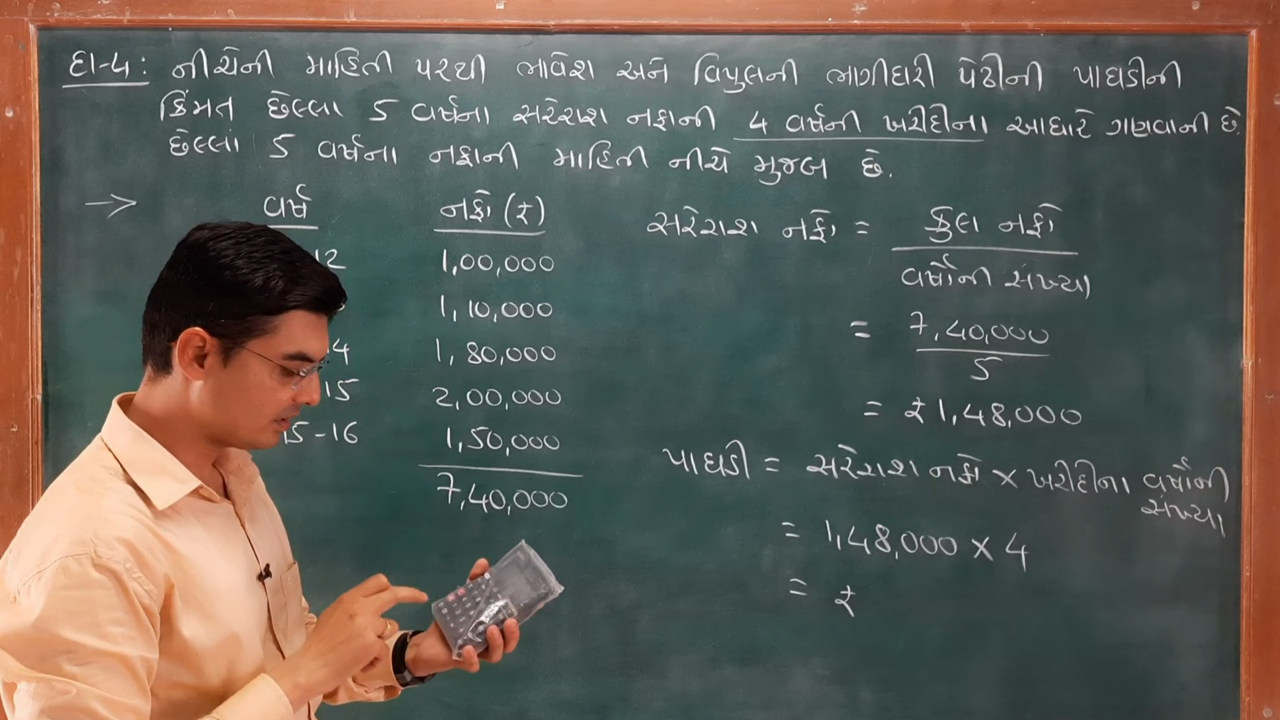 દા-૪: નીચેની માહિતી પરથી ભાવેશ અને વિપુલની ભાગીદારી પેઢીની પાઘડીની
કિંમત છેલ્લા 5 વર્ષના સરેરાશ નફાની 4 વર્ષની ખરીદીના આધારે ગણવાની છે.
છેલ્લાં 5 વર્ષના નફાની માહિતી નીચે મુજબ છે.
→ વર્ષ નફો (₹)
12 1,00,000
1,10,000
4 1,80,000
15 2,00,000
15-16 1,50,000
7,40,000
સરેરાશ નફો = કુલ નફો
વર્ષોની સંખ્યા
= 7,40,000
5
= ₹ 1,48,000
પાઘડી = સરેરાશ નફો × ખરીદીના વર્ષોની
સંખ્યા
= 1,48,000 × 4
= ₹